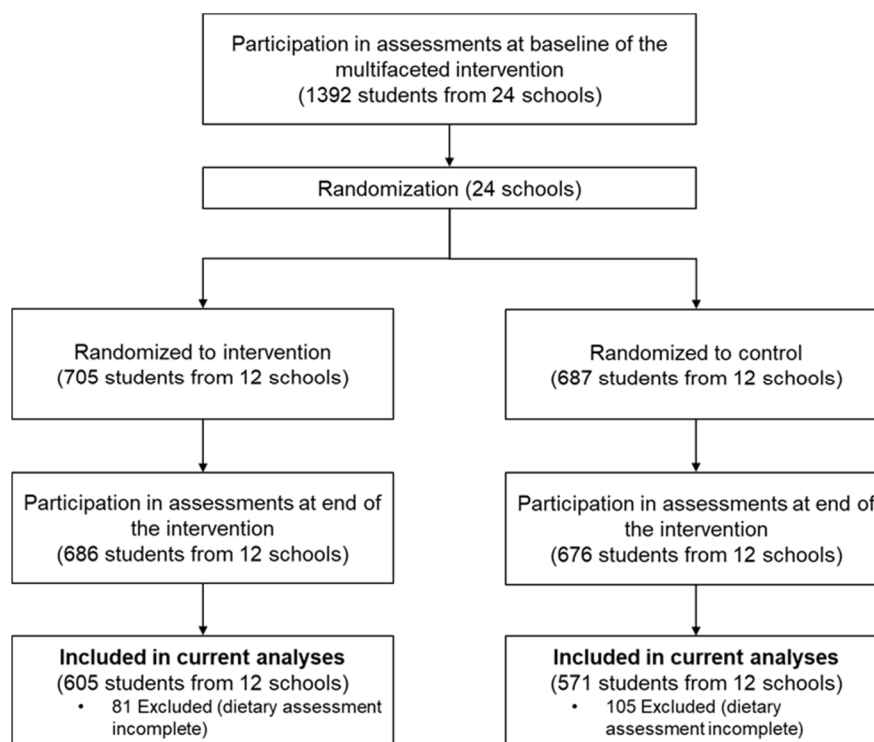 Participation in assessments at baseline of the
multifaceted intervention
(1392 students from 24 schools)
Randomization (24 schools)
Randomized to intervention
(705 students from 12 schools)
Randomized to control
(687 students from 12 schools)
Participation in assessments at end of
the intervention
(686 students from 12 schools)
Participation in assessments at end of
the intervention
(676 students from 12 schools)
Included in current analyses
(605 students from 12 schools)
• 81 Excluded (dietary assessment
incomplete)
Included in current analyses
(571 students from 12 schools)
• 105 Excluded (dietary
assessment incomplete)